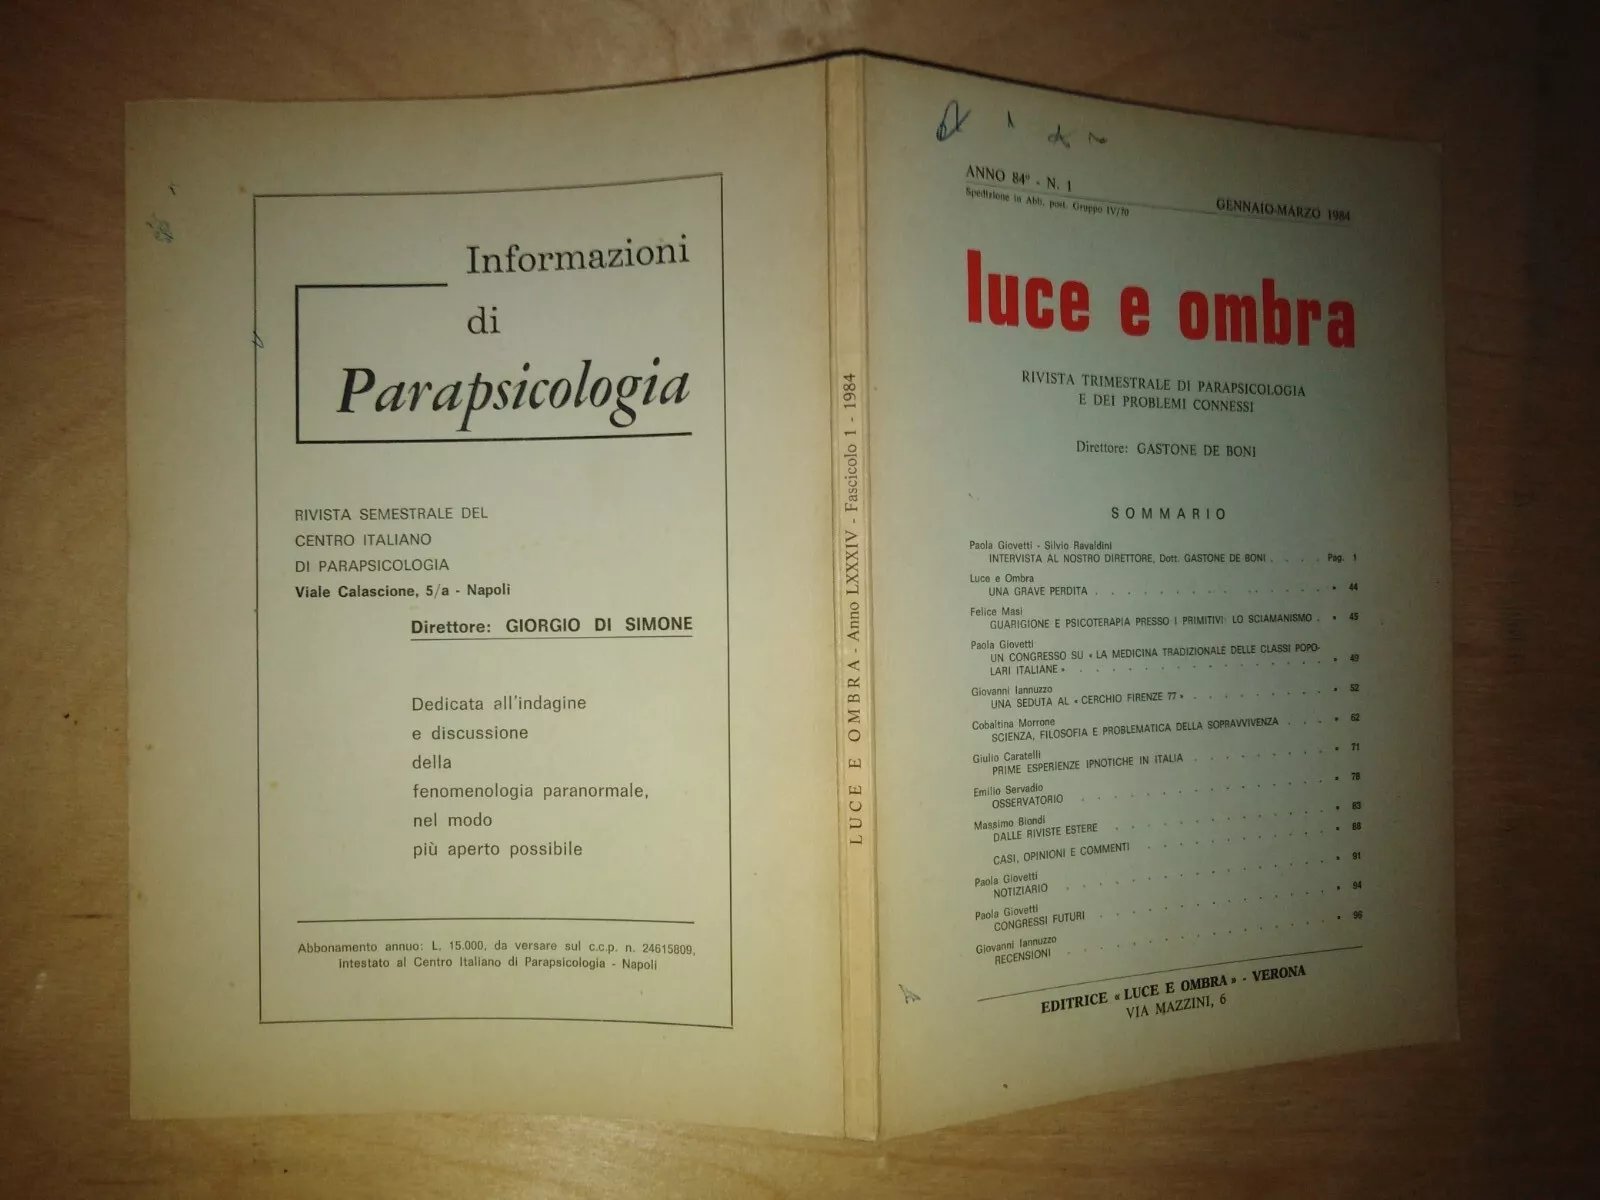 Informazioni
di
Parapsicologia
RIVISTA SEMESTRALE DEL
CENTRO ITALIANO
DI PARAPSICOLOGIA
Viale Calascione, 5/a - Napoli
Direttore: GIORGIO DI SIMONE
Dedicata all'indagine
e discussione
della
fenomenologia paranormale,
nel modo
più aperto possibile
Abbonamento annuo: L. 15.000, da versare sul c.c.p. n. 24615809,
intestato al Centro Italiano di Parapsicologia - Napoli
LUCE E OMBRA - Anno LXXXIV - Fascicolo 1 - 1984
ANNO 84° - N. 1
Spedizione in Abb. post. Gruppo IV/70
GENNAIO-MARZO 1984
luce e ombra
RIVISTA TRIMESTRALE DI PARAPSICOLOGIA
E DEI PROBLEMI CONNESSI
Direttore: GASTONE DE BONI
SOMMARIO
Paola Giovetti - Silvio Ravaldini
INTERVISTA AL NOSTRO DIRETTORE, Dott. GASTONE DE BONI . . . . Pag. 1
Luce e Ombra
UNA GRAVE PERDITA . . . . . . . . . . . . . . » 44
Felice Masi
GUARIGIONE E PSICOTERAPIA PRESSO I PRIMITIVI: LO SCIAMANISMO . » 45
Paola Giovetti
UN CONGRESSO SU « LA MEDICINA TRADIZIONALE DELLE CLASSI POPO-
LARI ITALIANE » . . . . . . . . . . . . . . » 49
Giovanni Iannuzzo
UNA SEDUTA AL « CERCHIO FIRENZE 77 » . . . . . . . . » 52
Cobaltina Morrone
SCIENZA, FILOSOFIA E PROBLEMATICA DELLA SOPRAVVIVENZA . . . » 62
Giulio Caratelli
PRIME ESPERIENZE IPNOTICHE IN ITALIA . . . . . . . . » 71
Emilio Servadio
OSSERVATORIO . . . . . . . . . . . . . . » 78
Massimo Biondi
DALLE RIVISTE ESTERE . . . . . . . . . . . . » 83
CASI, OPINIONI E COMMENTI . . . . . . . . . . . » 88
Paola Giovetti
NOTIZIARIO . . . . . . . . . . . . . . . » 91
Paola Giovetti
CONGRESSI FUTURI . . . . . . . . . . . . . » 94
Giovanni Iannuzzo
RECENSIONI . . . . . . . . . . . . . . . » 96
EDITRICE « LUCE E OMBRA » - VERONA
VIA MAZZINI, 6